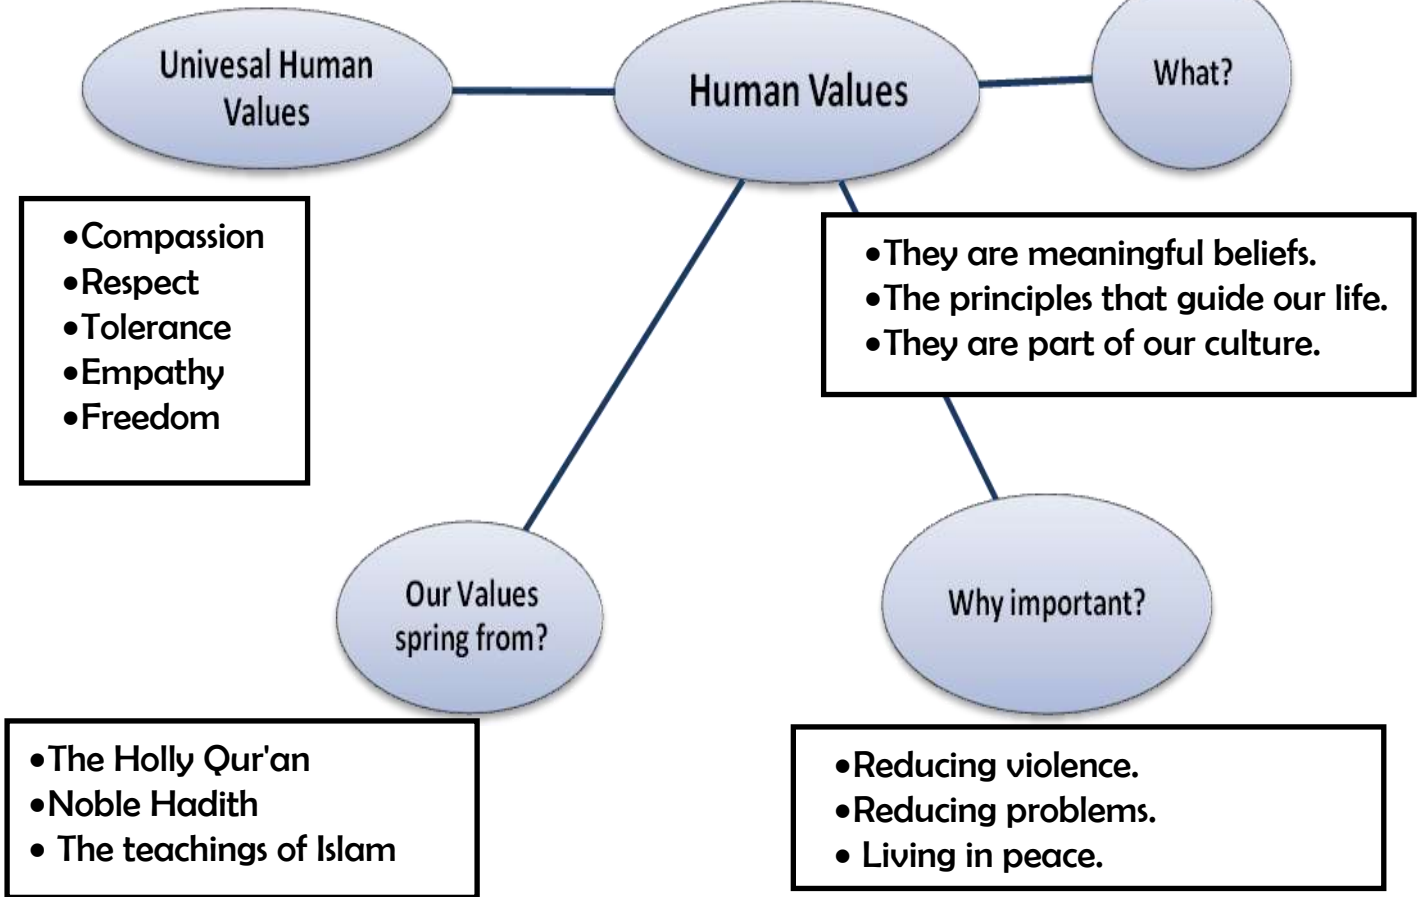 Univesal Human
Values
Human Values
What?
•Compassion
•Respect
•Tolerance
•Empathy
•Freedom
•They are meaningful beliefs.
•The principles that guide our life.
•They are part of our culture.
Our Values
spring from?
Why important?
•The Holly Qur'an
•Noble Hadith
• The teachings of Islam
•Reducing violence.
•Reducing problems.
• Living in peace.